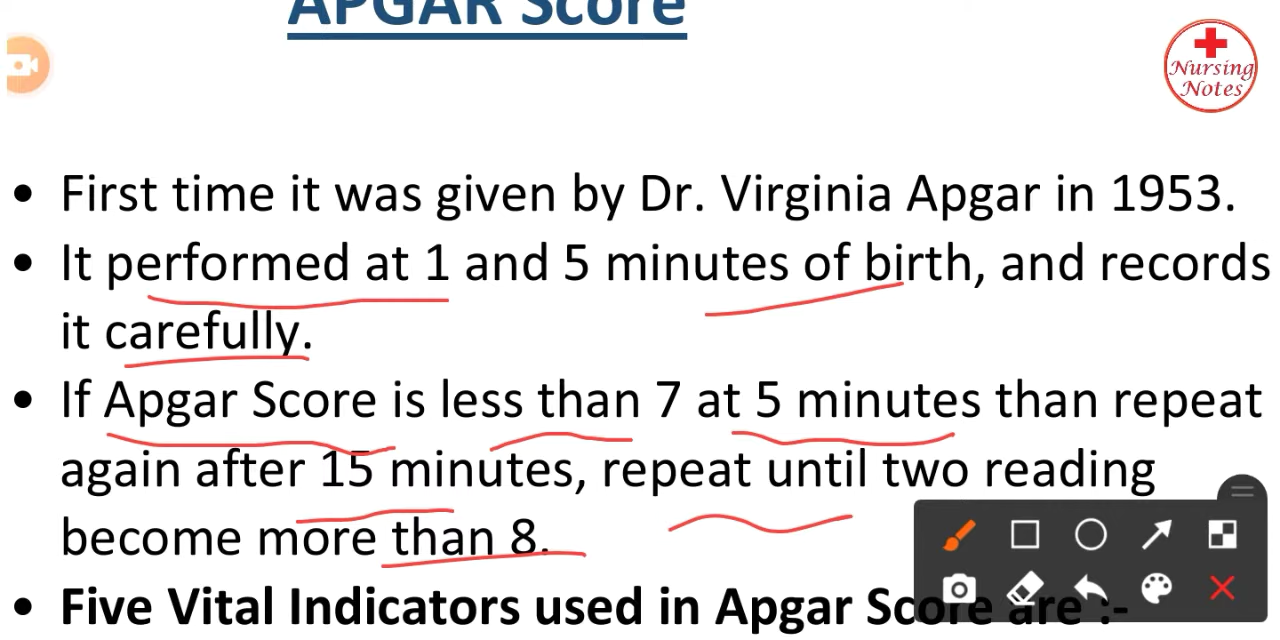 APGAR Score
Nursing
Notes
• First time it was given by Dr. Virginia Apgar in 1953.
• It performed at 1 and 5 minutes of birth, and records
it carefully.
• If Apgar Score is less than 7 at 5 minutes than repeat
again after 15 minutes, repeat until two reading
become more than 8.
• Five Vital Indicators used in Apgar Score are :-